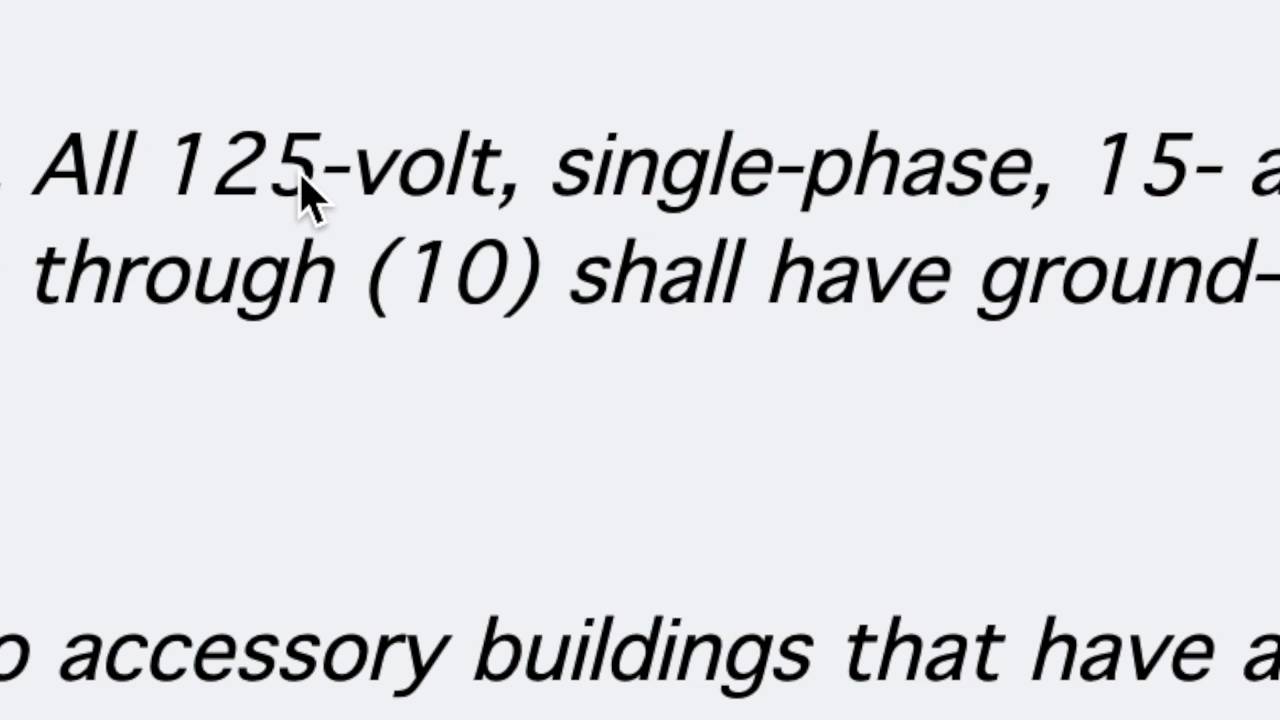 All 125-volt, single-phase, 15- a
through (10) shall have ground-
o accessory buildings that have a